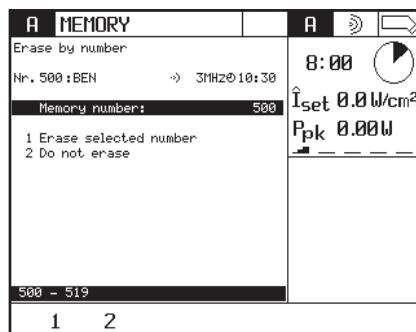 A MEMORY
Erase by number
Nr. 500 :BEN 3MHz 10:30
Memory number: 500
1 Erase selected number
2 Do not erase
500 - 519
1 2
A
8:00
Îset 0.0 W/cm²
Ppk 0.00W